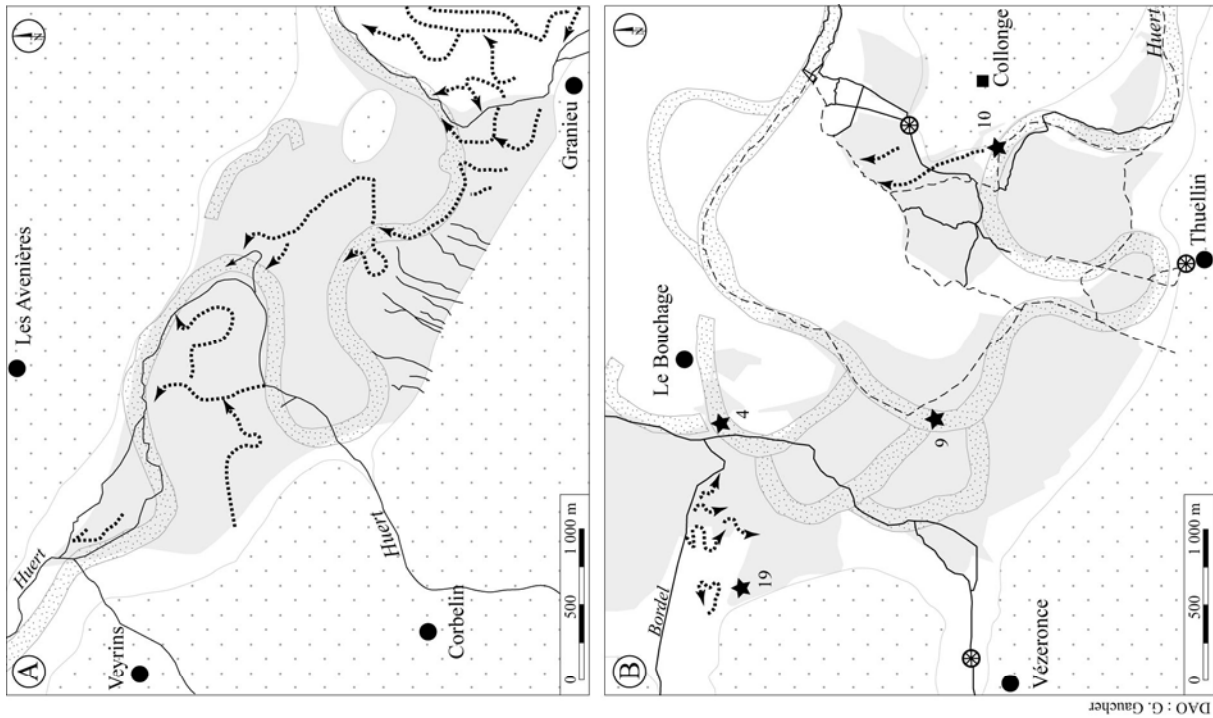 A
N
Les Avenières
Huert
Veyrins
Huert
Corbelin
Granieu
0 500 1 000 m
B
N
Le Bouchage
Bordel
4
19
9
10
Collonge
Huert
Thuellin
Vézeronce
0 500 1 000 m
DAO : G. Gaucher